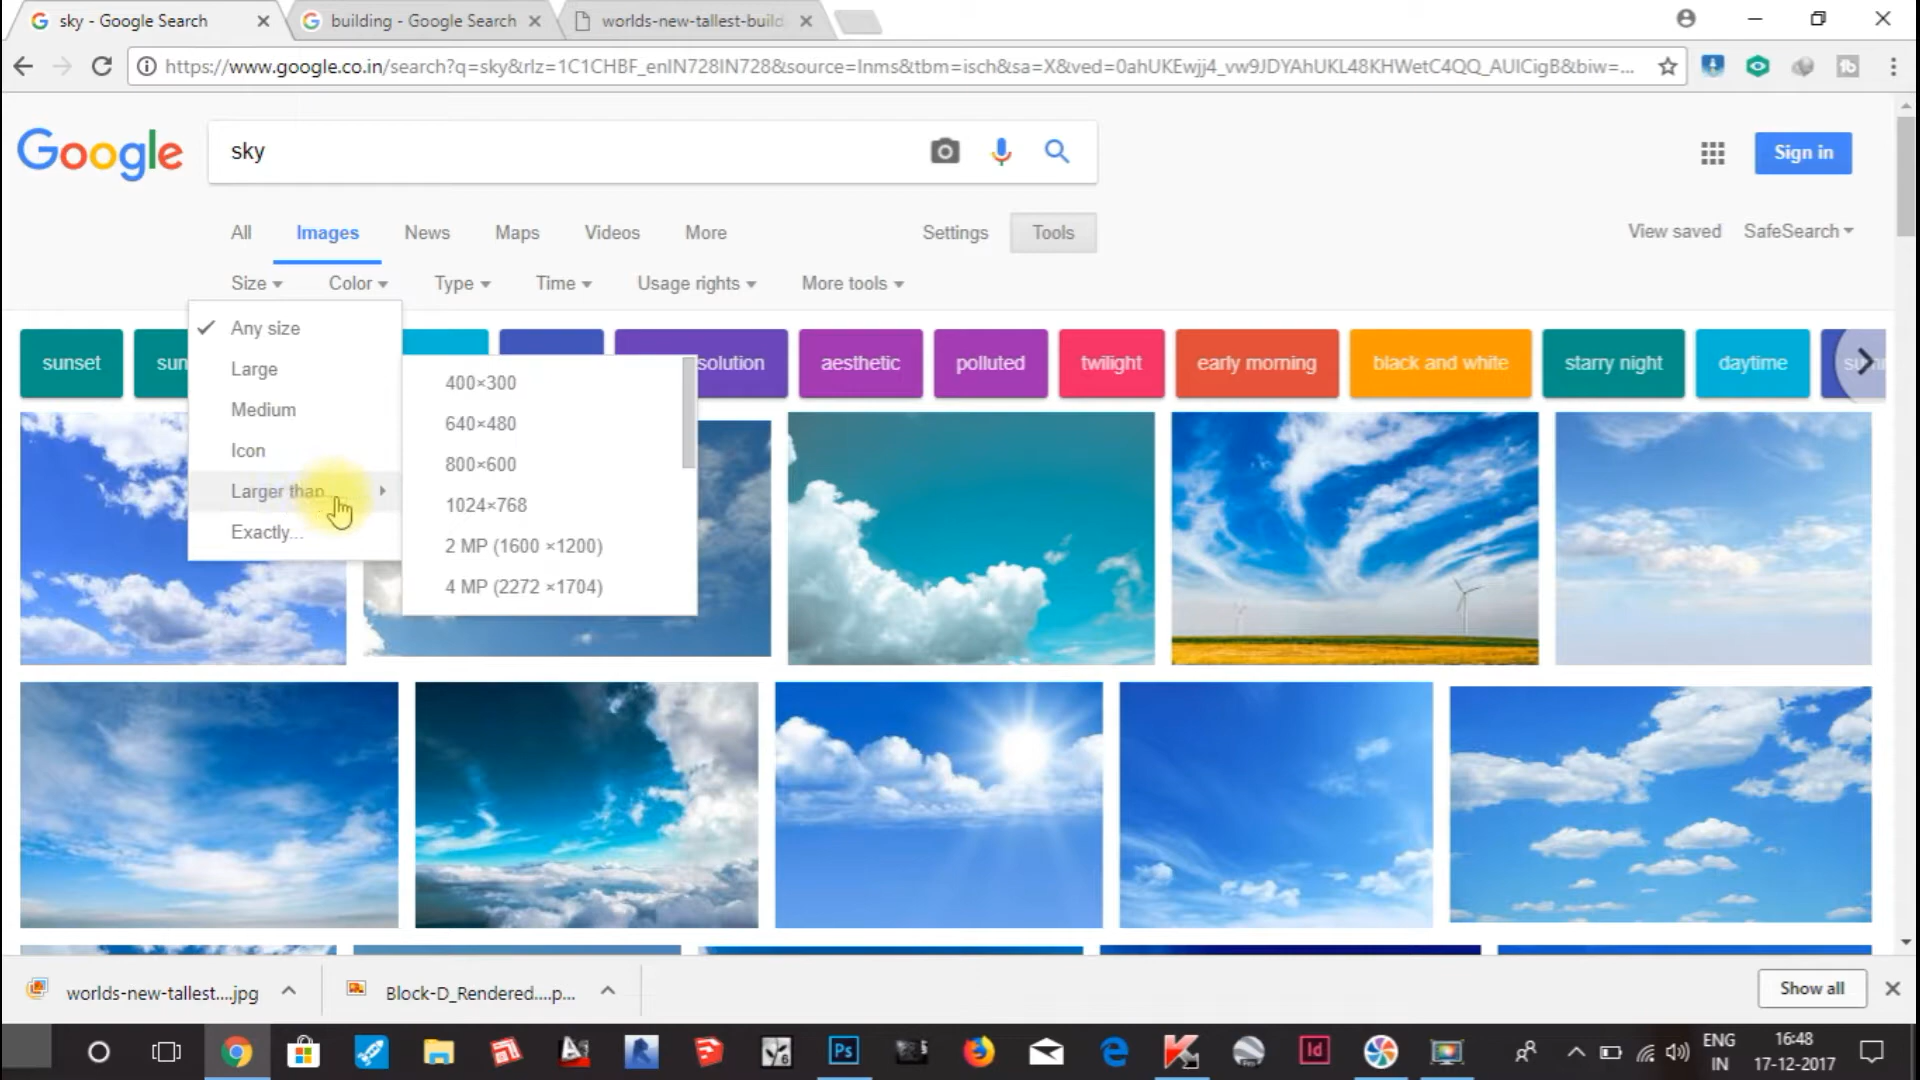 sky - Google Search
building - Google Search
worlds-new-tallest-build
https://www.google.co.in/search?q=sky&rlz=1C1CHBF_enIN728IN728&source=lnms&tbm=isch&sa=X&ved=0ahUKEwjj4_vw9JDYAhUKL48KHWetC4QQ_AUICigB&biw=...
Google
sky
Sign in
All
Images
News
Maps
Videos
More
Settings
Tools
View saved
SafeSearch
Size
Color
Type
Time
Usage rights
More tools
Any size
Large
Medium
Icon
Larger than
Exactly...
400×300
640×480
800×600
1024×768
2 MP (1600 ×1200)
4 MP (2272 ×1704)
sunset
sun
solution
aesthetic
polluted
twilight
early morning
black and white
starry night
daytime
worlds-new-tallest....jpg
Block-D_Rendered....p...
Show all
Ps
Id
ENG
IN
16:48
17-12-2017